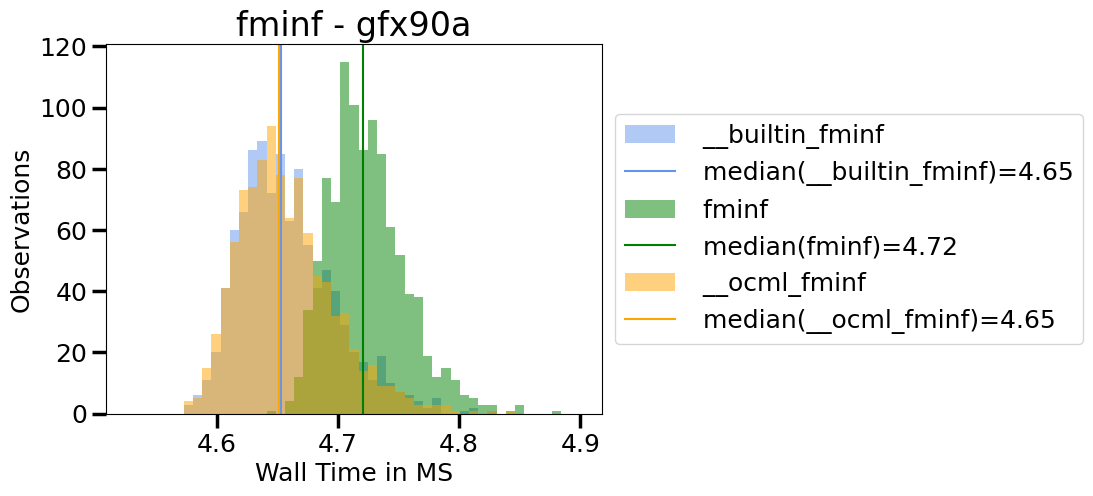 fminf - gfx90a
120
100
80
60
40
20
0
Observations
4.6 4.7 4.8 4.9
Wall Time in MS
__builtin_fminf
median(__builtin_fminf)=4.65
fminf
median(fminf)=4.72
__ocml_fminf
median(__ocml_fminf)=4.65